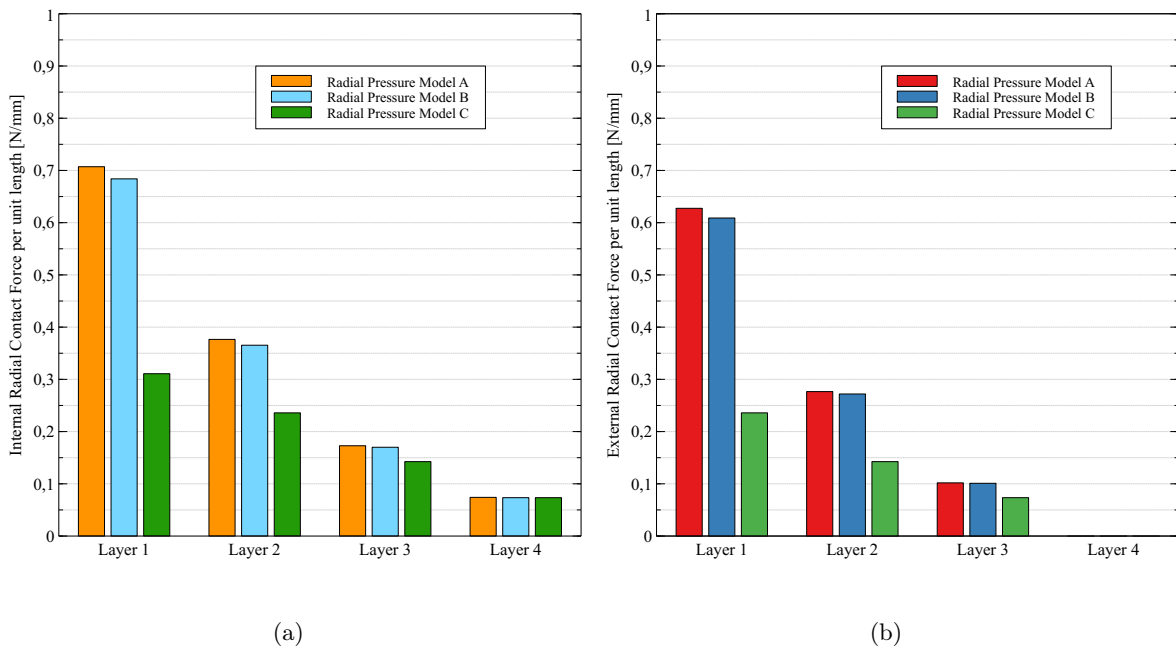 Internal Radial Contact Force per unit length [N/mm]
1
0,9
0,8
0,7
0,6
0,5
0,4
0,3
0,2
0,1
0
Radial Pressure Model A
Radial Pressure Model B
Radial Pressure Model C
Layer 1
Layer 2
Layer 3
Layer 4
(a)
External Radial Contact Force per unit length [N/mm]
1
0,9
0,8
0,7
0,6
0,5
0,4
0,3
0,2
0,1
0
Radial Pressure Model A
Radial Pressure Model B
Radial Pressure Model C
Layer 1
Layer 2
Layer 3
Layer 4
(b)